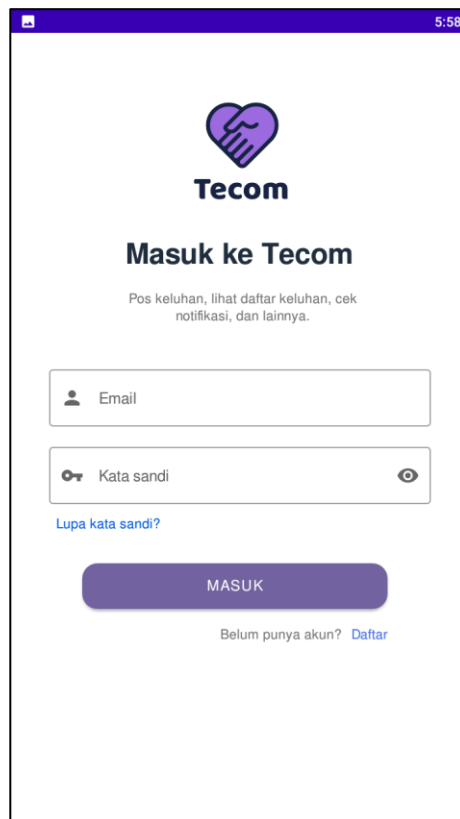 5:58
Tecom
Masuk ke Tecom
Pos keluhan, lihat daftar keluhan, cek
notifikasi, dan lainnya.
Email
Kata sandi
Lupa kata sandi?
MASUK
Belum punya akun? Daftar